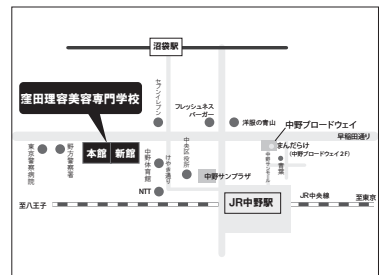 沼袋駅
窪田理容美容専門学校
セブンイレブン
フレッシュネス
バーガー
洋服の青山
中野ブロードウェイ
早稲田通り
まんだらけ
(中野ブロードウェイ2F)
東京警察病院
野方警察署
本館
新館
中野体育館
けやき通り
中央区役所
中野サンプラザ
中野サンモール
青葉
NTT
JR中野駅
JR中央線
至八王子
至東京